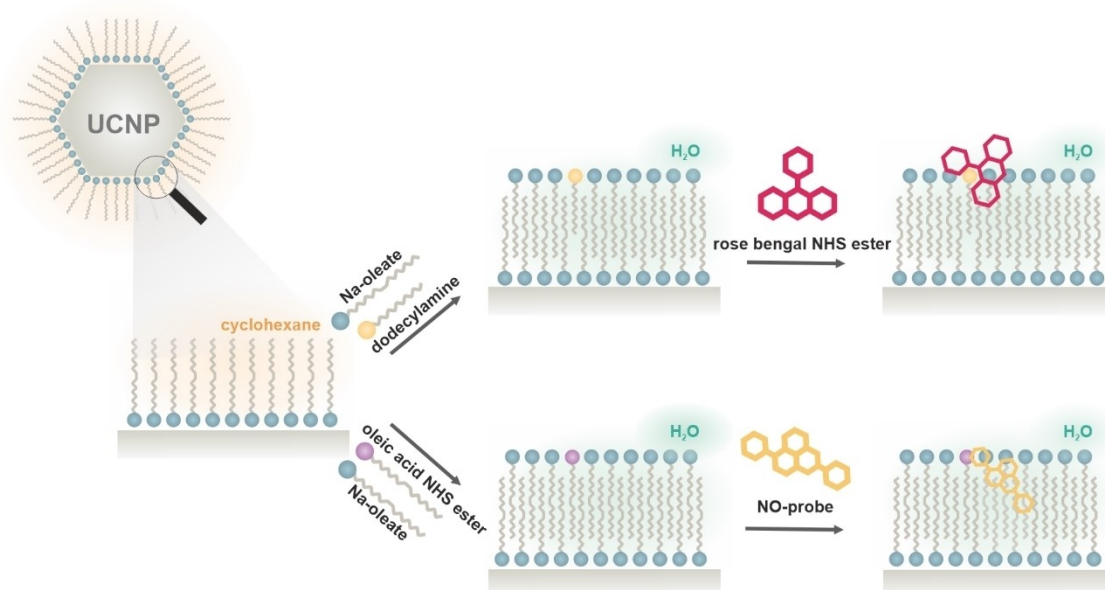 UCNP
cyclohexane
Na-oleate
dodecylamine
H₂O
rose bengal NHS ester
H₂O
oleic acid NHS ester
Na-oleate
H₂O
NO-probe
H₂O